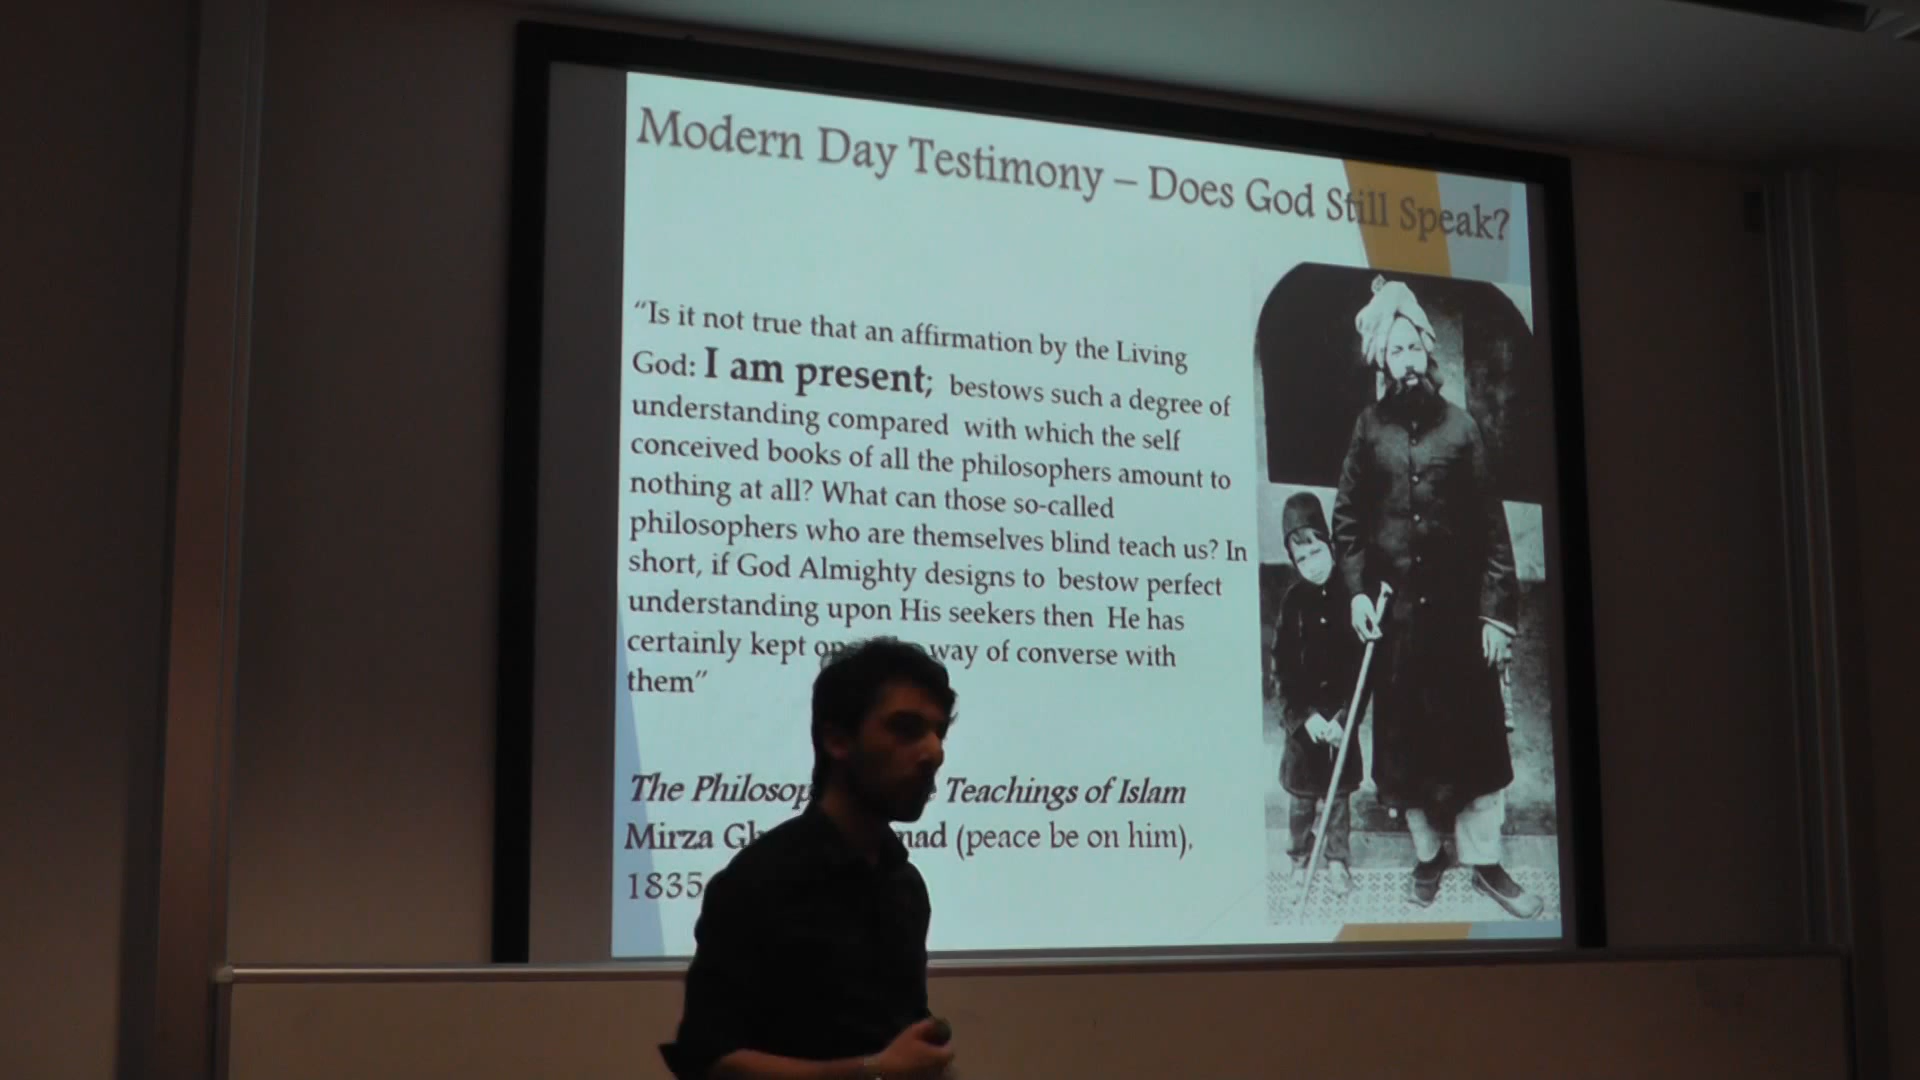 Modern Day Testimony – Does God Still Speak?
“Is it not true that an affirmation by the Living
God: I am present; bestows such a degree of
understanding compared with which the self
conceived books of all the philosophers amount to
nothing at all? What can those so-called
philosophers who are themselves blind teach us? In
short, if God Almighty designs to bestow perfect
understanding upon His seekers then He has
certainly kept way of converse with
them”
The Teachings of Islam
Mirza (peace be on him),
1835